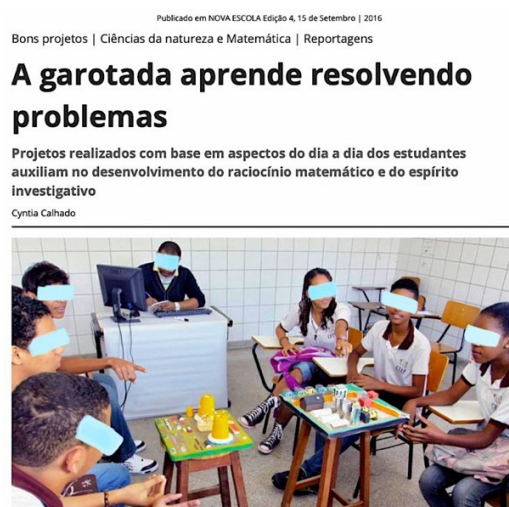 Publicado em NOVA ESCOLA Edição 4, 15 de Setembro | 2016
Bons projetos | Ciências da natureza e Matemática | Reportagens
A garotada aprende resolvendo
problemas
Projetos realizados com base em aspectos do dia a dia dos estudantes
auxiliam no desenvolvimento do raciocínio matemático e do espírito
investigativo
Cyntia Calhado